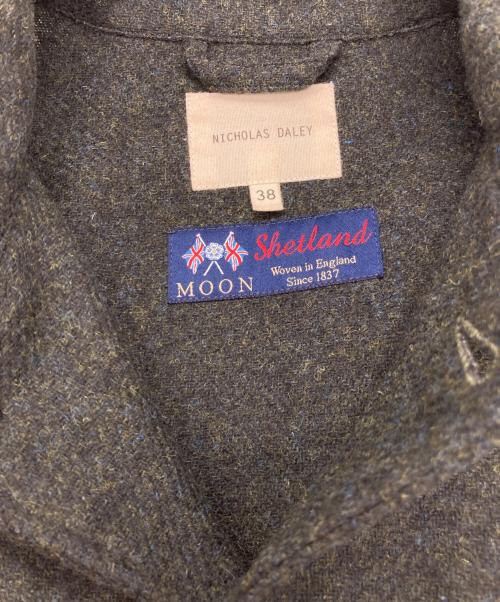 NICHOLAS DALEY
38
Shetland
MOON
Woven in England
Since 1837